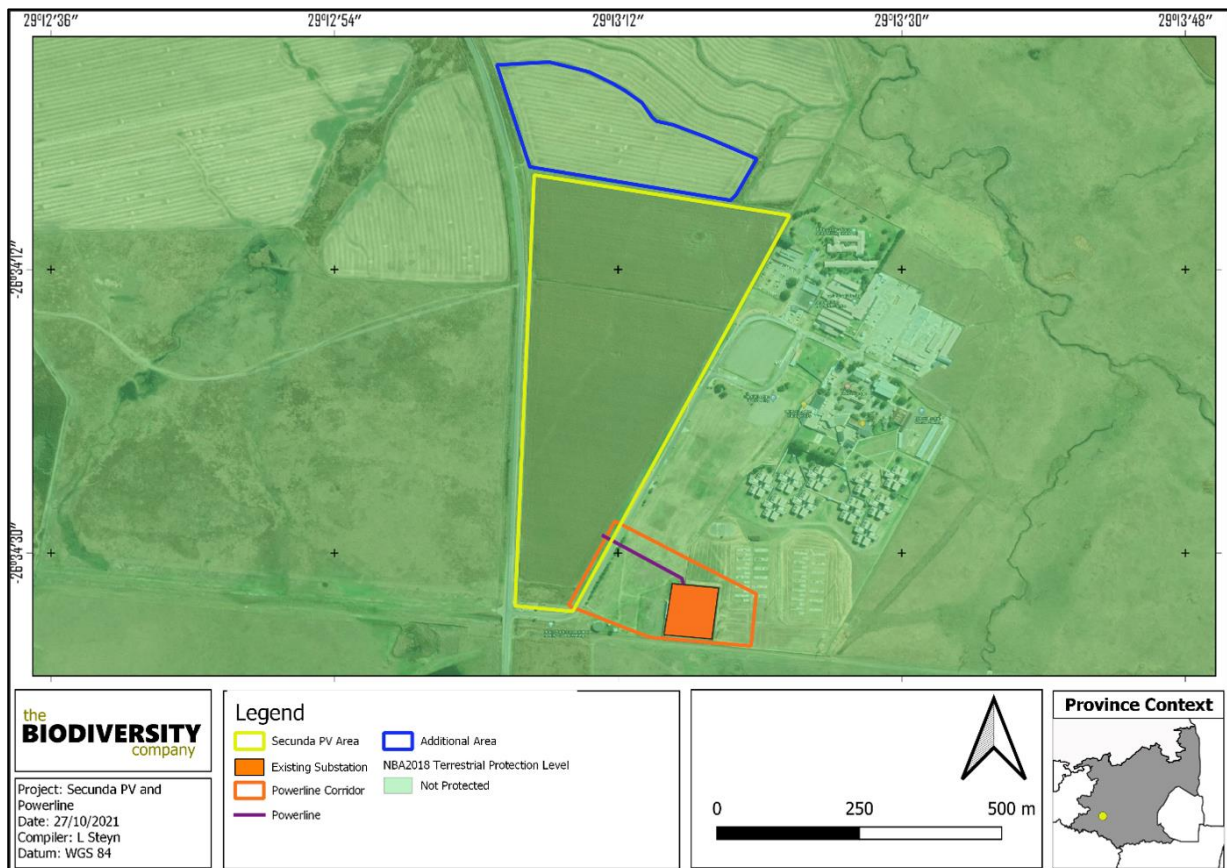 29°12'36" 29°12'54" 29°13'12" 29°13'30" 29°13'48"
-26°34'12"
-26°34'30"
the
BIODIVERSITY
company
Project: Secunda PV and
Powerline
Date: 27/10/2021
Compiler: L Steyn
Datum: WGS 84
Legend
Secunda PV Area
Existing Substation
Powerline Corridor
Powerline
Additional Area
NBA2018 Terrestrial Protection Level
Not Protected
0 250 500 m
Province Context